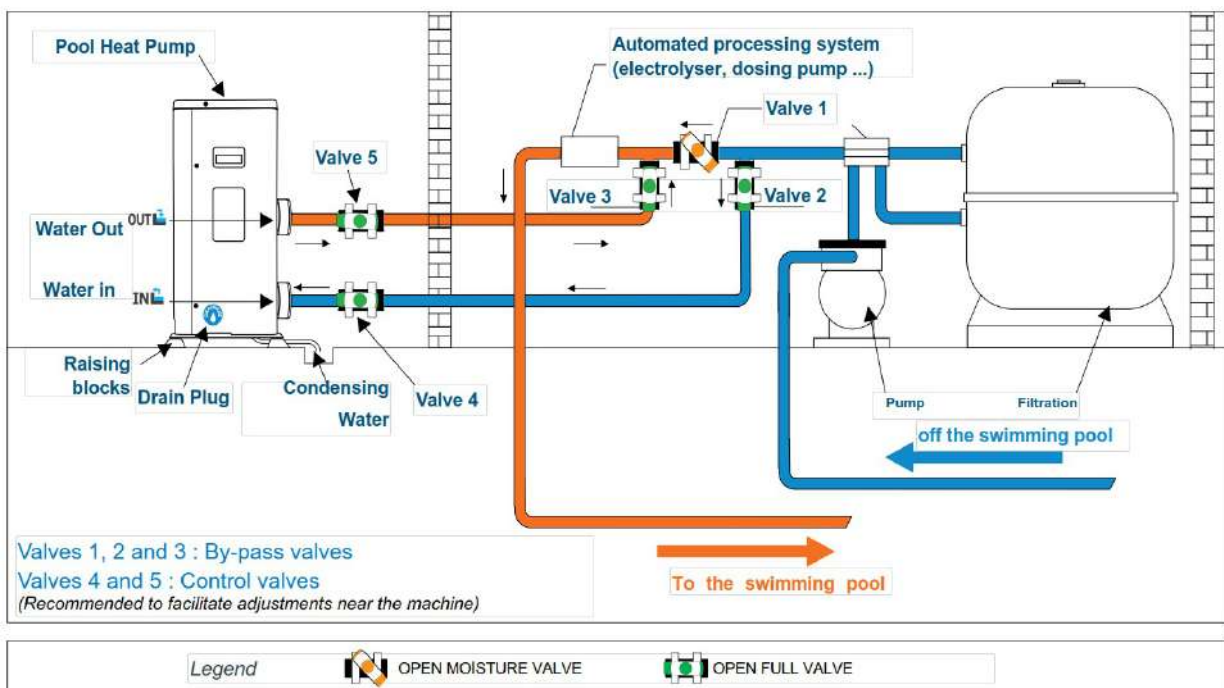 Pool Heat Pump
Automated processing system
(electrolyser, dosing pump ...)
Valve 1
Valve 5
Valve 3
Valve 2
OUT
Water Out
Water in
IN
Raising
blocks
Drain Plug
Condensing
Water
Valve 4
Pump
Filtration
off the swimming pool
To the swimming pool
Valves 1, 2 and 3 : By-pass valves
Valves 4 and 5 : Control valves
(Recommended to facilitate adjustments near the machine)
Legend
OPEN MOISTURE VALVE
OPEN FULL VALVE